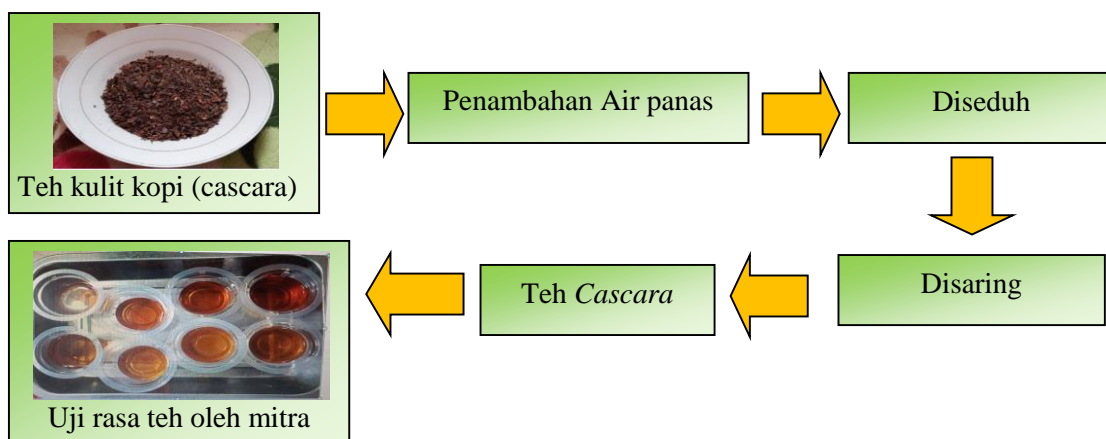 Teh kulit kopi (cascara)
Penambahan Air panas
Diseduh
Disaring
Teh Cascara
Uji rasa teh oleh mitra